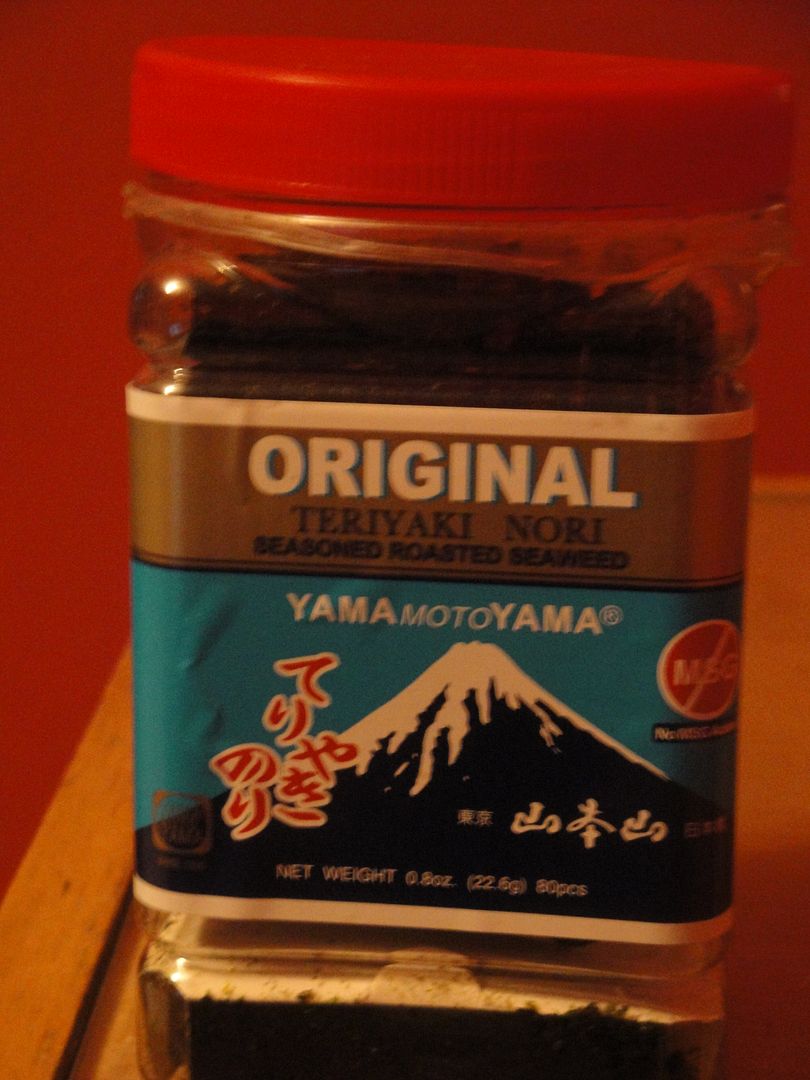 ORIGINAL
TERIYAKI NORI
SEASONED ROASTED SEAWEED
YAMAMOTOYAMA®
MSG
てりやき
のり
東京 山本山
NET WEIGHT 0.8oz. (22.6g) 80pcs